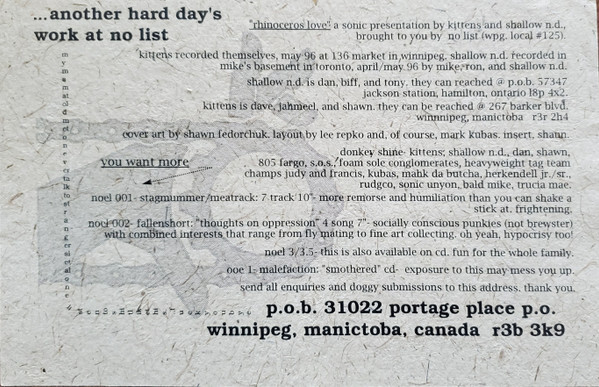 ...another hard day's
work at no list
"rhinoceros love" a sonic presentation by kittens and shallow n.d.,
brought to you by no list (wpg. local #125).
kittens recorded themselves, may 96 at 136 market in winnipeg. shallow n.d. recorded in
mike's basement in toronto, april/may 96 by mike, ron, and shallow n.d.
shallow n.d. is dan, biff, and tony. they can reached @ p.o.b. 57347
jackson station, hamilton, ontario l8p 4x2.
kittens is dave, jahmeel, and shawn. they can be reached @ 267 barker blvd.
winnnipeg, manitoba r3r 2h4
cover art by shawn fedorchuk. layout by lee repko and, of course, mark kubas. insert, shann.
you want more
donkey shine- kittens, shallow n.d., dan, shawn,
805 fargo, s.o.s., foam sole conglomerates, heavyweight tag team
champs judy and francis, kubas, mahk da butcha, herkendell jr./sr.,
rudgco, sonic unyon, bald mike, trucia mae.
noel 001- stagmummer/meatrack: 7 track 10"- more remorse and humiliation than you can shake a
stick at. frightening.
noel 002- fallenshort: "thoughts on oppression" 4 song 7"- socially conscious punkies (not brewster)
with combined interests that range from fly mating to fine art collecting. oh yeah, hypocrisy too!
noel 3/3.5- this is also available on cd. fun for the whole family.
ooe 1- malefaction: "smothered" cd- exposure to this may mess you up.
send all enquiries and doggy submissions to this address. thank you.
p.o.b. 31022 portage place p.o.
winnipeg, manictoba, canada r3b 3k9